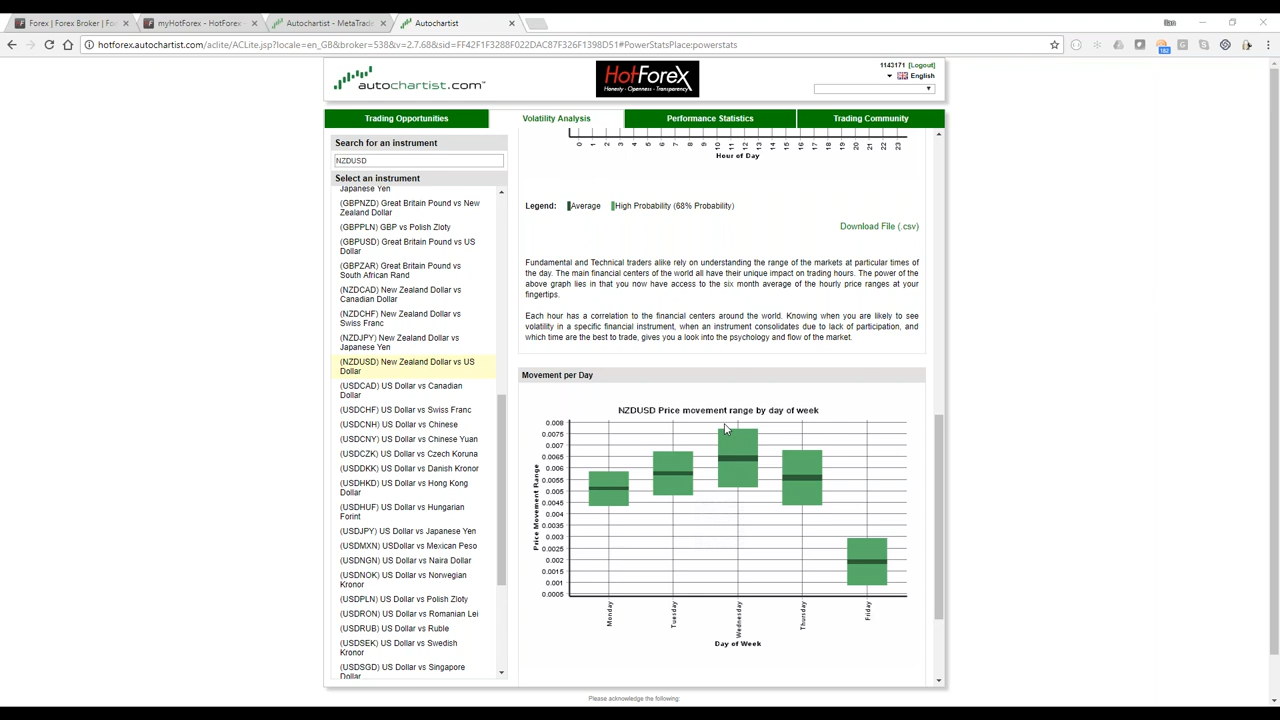 Forex | Forex Broker | Fo
myHotForex - HotForex -
Autochartist - MetaTrade
Autochartist
Ilan
hotforex.autochartist.com/aclite/ACLite.jsp?locale=en_GB&broker=538&v=2.7.68&sid=FF42F1F3288F022DAC87F326F1398D51#PowerStatsPlace:powerstats
autochartist.com™
HotForex
Honesty - Openness - Transparency
1143171 [Logout]
English
Trading Opportunities
Volatility Analysis
Performance Statistics
Trading Community
Search for an instrument
NZDUSD
Select an instrument
Japanese Yen
(GBPNZD) Great Britain Pound vs New
Zealand Dollar
(GBPPLN) GBP vs Polish Zloty
(GBPUSD) Great Britain Pound vs US
Dollar
(GBPZAR) Great Britain Pound vs
South African Rand
(NZDCAD) New Zealand Dollar vs
Canadian Dollar
(NZDCHF) New Zealand Dollar vs
Swiss Franc
(NZDJPY) New Zealand Dollar vs
Japanese Yen
(NZDUSD) New Zealand Dollar vs US
Dollar
(USDCAD) US Dollar vs Canadian
Dollar
(USDCHF) US Dollar vs Swiss Franc
(USDCNH) US Dollar vs Chinese
(USDCNY) US Dollar vs Chinese Yuan
(USDCZK) US Dollar vs Czech Koruna
(USDDKK) US Dollar vs Danish Kronor
(USDHKD) US Dollar vs Hong Kong
Dollar
(USDHUF) US Dollar vs Hungarian
Forint
(USDJPY) US Dollar vs Japanese Yen
(USDMXN) USDollar vs Mexican Peso
(USDNGN) US Dollar vs Naira Dollar
(USDNOK) US Dollar vs Norwegian
Kronor
(USDPLN) US Dollar vs Polish Zloty
(USDRON) US Dollar vs Romanian Lei
(USDRUB) US Dollar vs Ruble
(USDSEK) US Dollar vs Swedish
Kronor
(USDSGD) US Dollar vs Singapore
Dollar
0 1 2 3 4 5 6 7 8 9 10 11 12 13 14 15 16 17 18 19 20 21 22 23
Hour of Day
Legend: Average High Probability (68% Probability)
Download File (.csv)
Fundamental and Technical traders alike rely on understanding the range of the markets at particular times of
the day. The main financial centers of the world all have their unique impact on trading hours. The power of the
above graph lies in that you now have access to the six month average of the hourly price ranges at your
fingertips.
Each hour has a correlation to the financial centers around the world. Knowing when you are likely to see
volatility in a specific financial instrument, when an instrument consolidates due to lack of participation, and
which time are the best to trade, gives you a look into the psychology and flow of the market.
Movement per Day
NZDUSD Price movement range by day of week
Price Movement Range
0.008
0.0075
0.007
0.0065
0.006
0.0055
0.005
0.0045
0.004
0.0035
0.003
0.0025
0.002
0.0015
0.001
0.0005
Monday
Tuesday
Wednesday
Thursday
Friday
Day of Week
Please acknowledge the following: